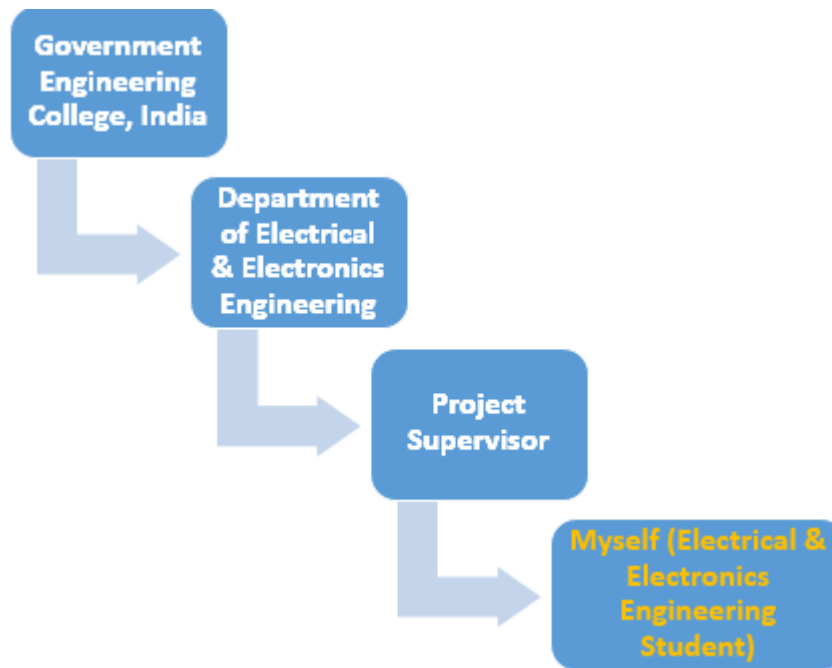 Government
Engineering
College, India
Department
of Electrical
& Electronics
Engineering
Project
Supervisor
Myself (Electrical &
Electronics
Engineering
Student)